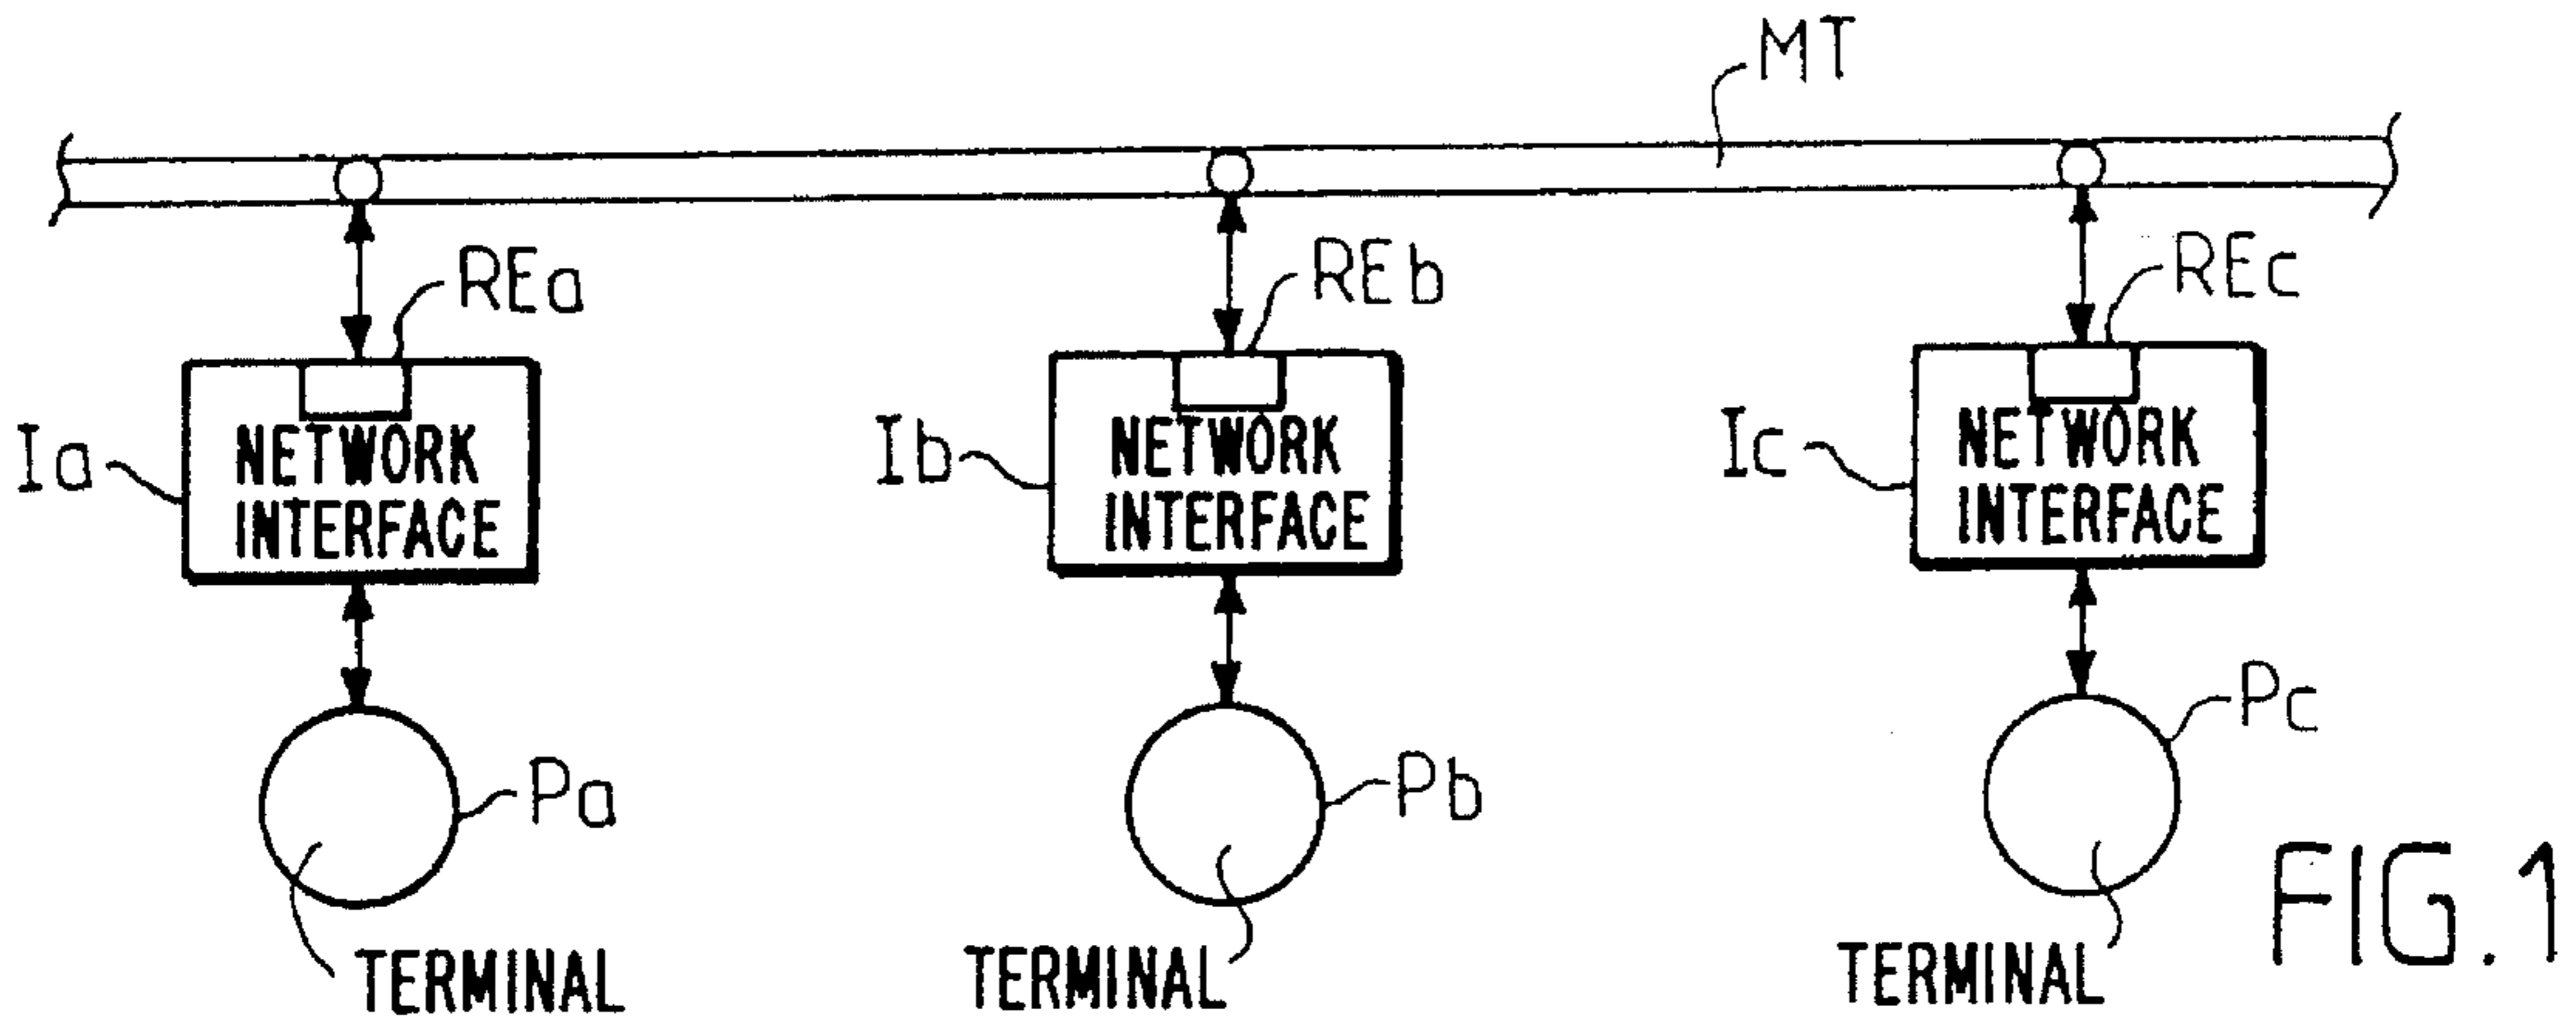 MT
REa
REb
REc
Ia
NETWORK
INTERFACE
Ib
NETWORK
INTERFACE
Ic
NETWORK
INTERFACE
Pa
Pb
Pc
TERMINAL
TERMINAL
TERMINAL
FIG.1